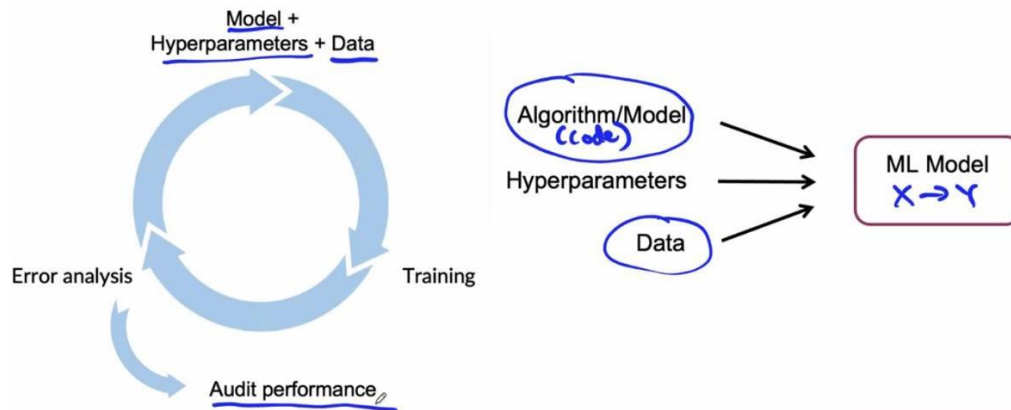 Model +
Hyperparameters + Data
Error analysis
Training
Audit performance
Algorithm/Model
(code)
Hyperparameters
Data
ML Model
X → Y